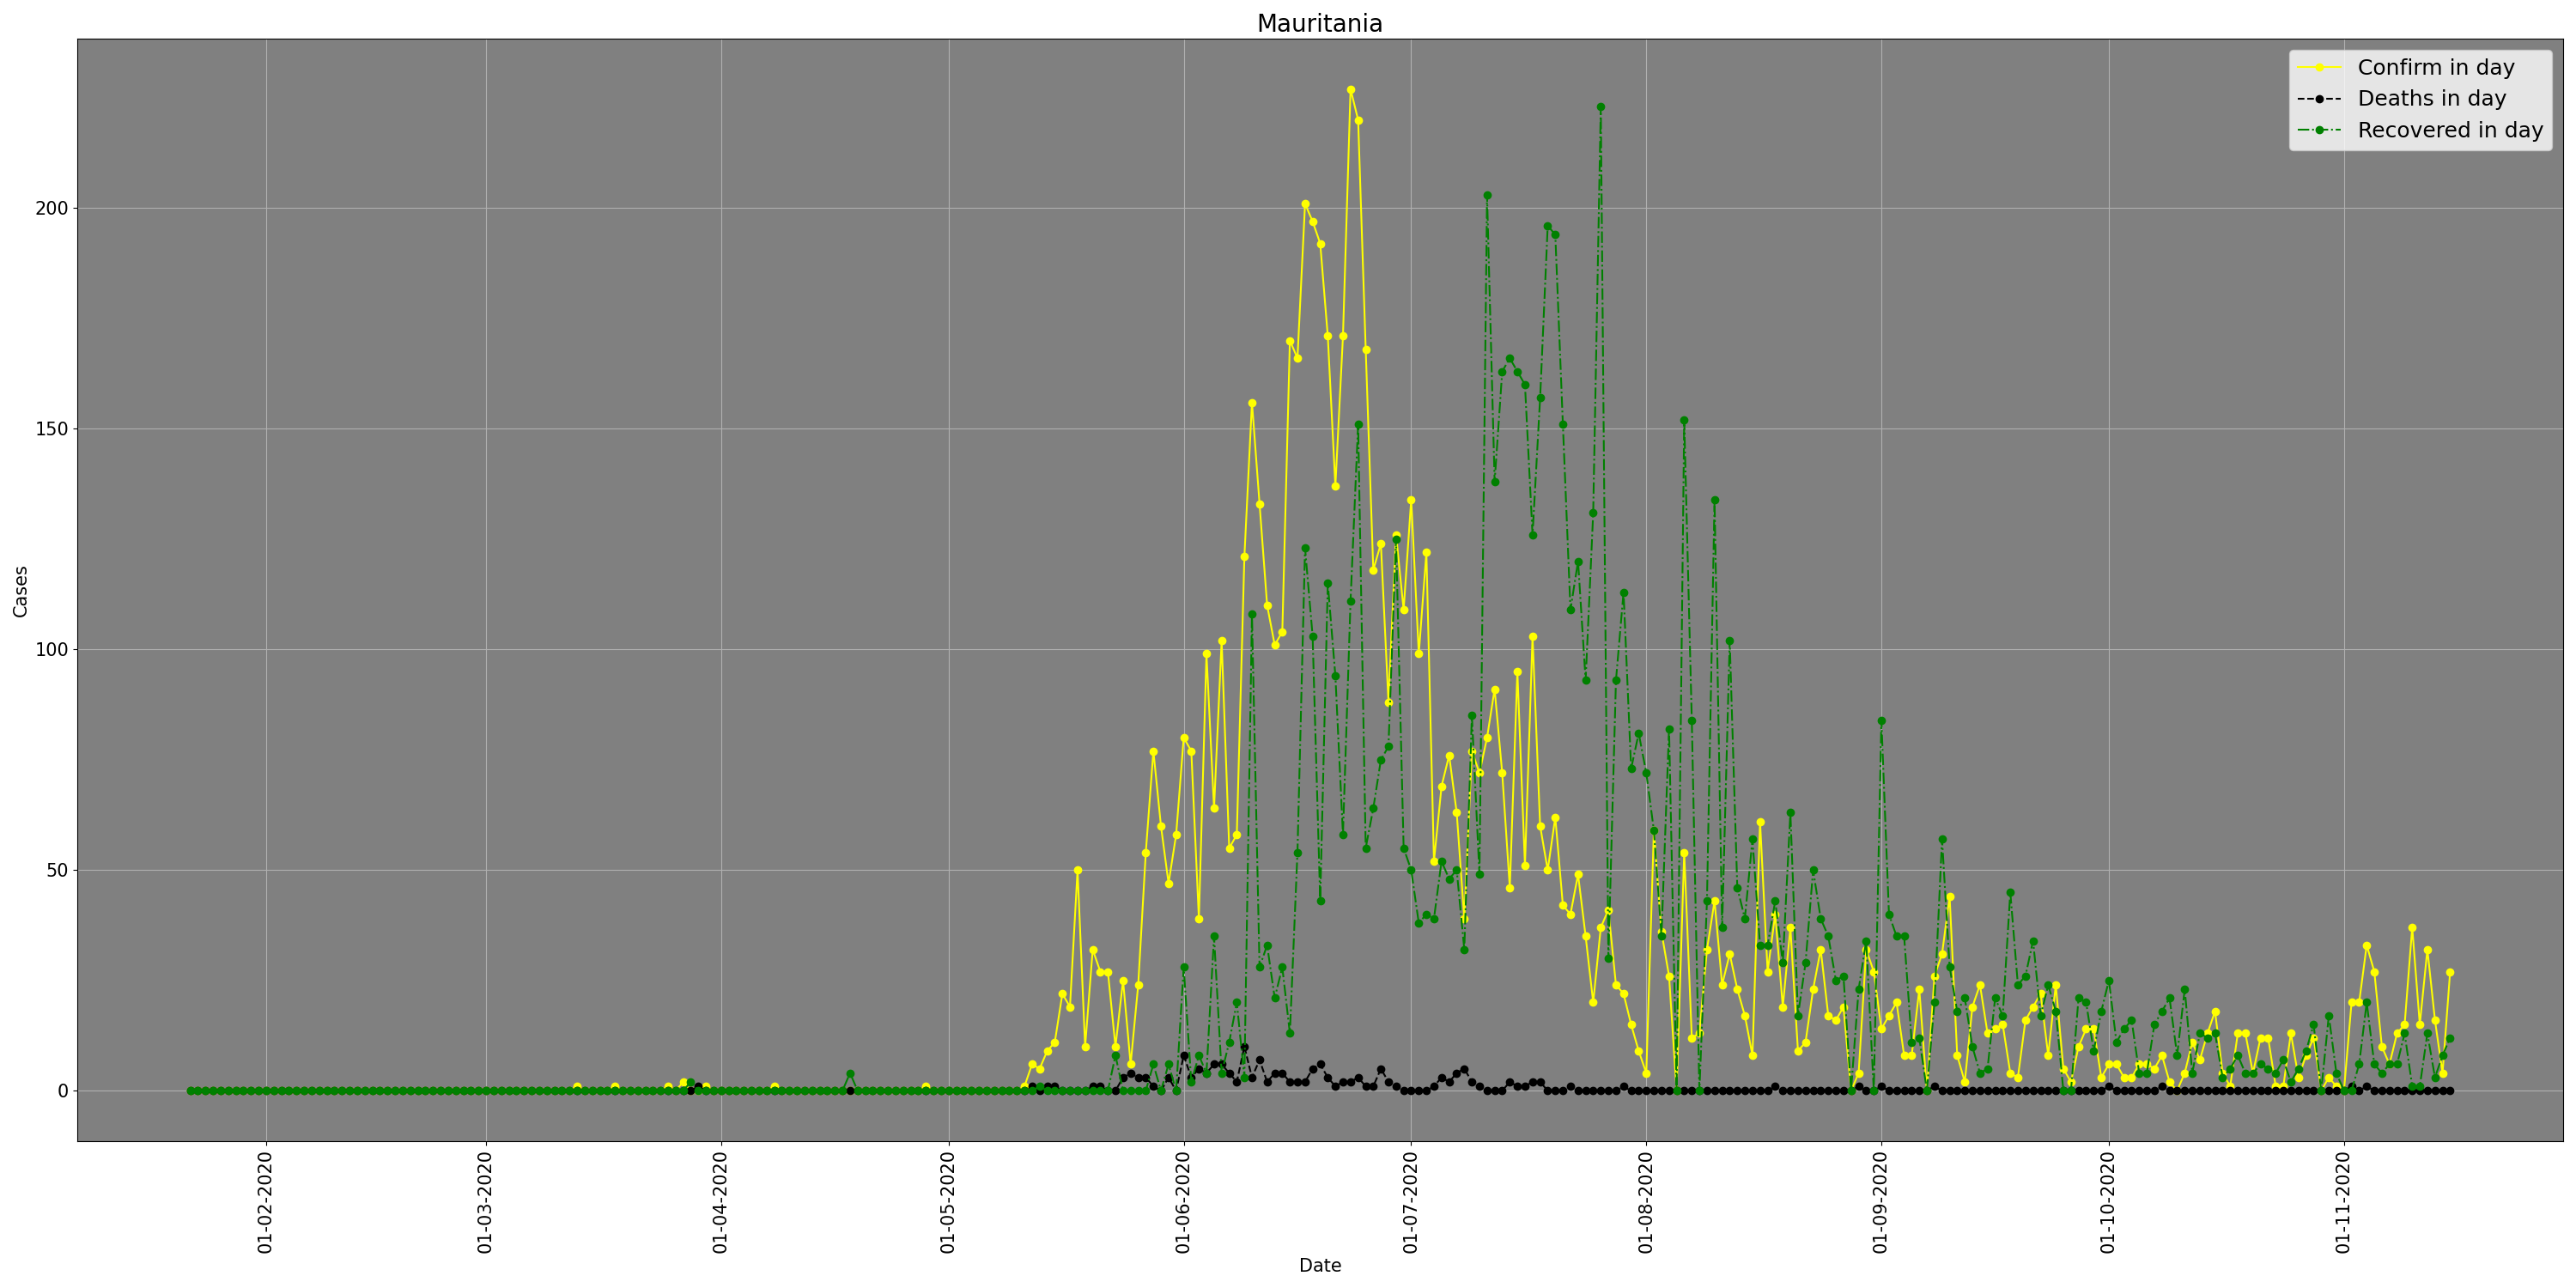 Mauritania
Confirm in day
Deaths in day
Recovered in day
Cases
200
150
100
50
0
01-02-2020
01-03-2020
01-04-2020
01-05-2020
01-06-2020
01-07-2020
01-08-2020
01-09-2020
01-10-2020
01-11-2020
Date